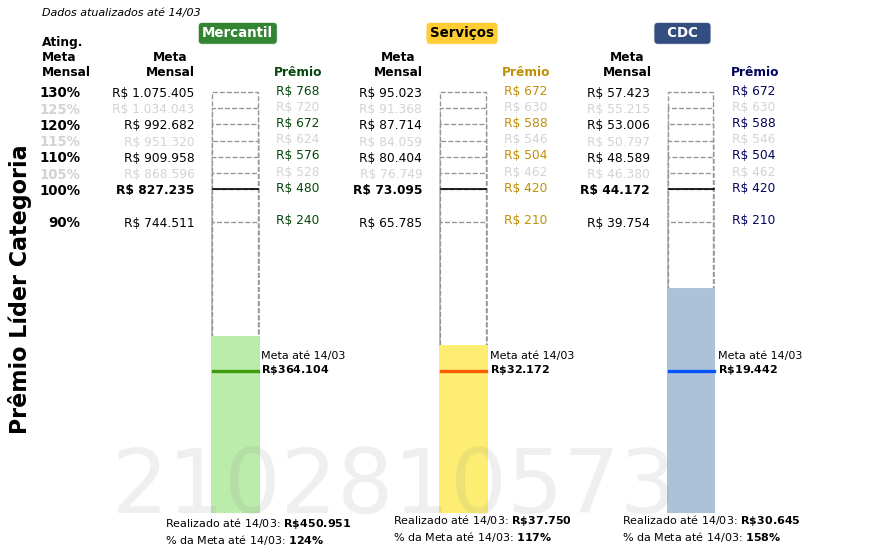 Dados atualizados até 14/03
Mercantil Serviços CDC
Ating. Meta Mensal Meta Mensal Prêmio Meta Mensal Prêmio Meta Mensal Prêmio
130% R$ 1.075.405 R$ 768 R$ 95.023 R$ 672 R$ 57.423 R$ 672
125% R$ 1.034.043 R$ 720 R$ 91.368 R$ 630 R$ 55.215 R$ 630
120% R$ 992.682 R$ 672 R$ 87.714 R$ 588 R$ 53.006 R$ 588
115% R$ 951.320 R$ 624 R$ 84.059 R$ 546 R$ 50.797 R$ 546
110% R$ 909.958 R$ 576 R$ 80.404 R$ 504 R$ 48.589 R$ 504
105% R$ 868.596 R$ 528 R$ 76.749 R$ 462 R$ 46.380 R$ 462
100% R$ 827.235 R$ 480 R$ 73.095 R$ 420 R$ 44.172 R$ 420
90% R$ 744.511 R$ 240 R$ 65.785 R$ 210 R$ 39.754 R$ 210
Prêmio Líder Categoria
Meta até 14/03 Meta até 14/03 Meta até 14/03
R$364.104 R$32.172 R$19.442
2102810573
Realizado até 14/03: R$450.951 Realizado até 14/03: R$37.750 Realizado até 14/03: R$30.645
% da Meta até 14/03: 124% % da Meta até 14/03: 117% % da Meta até 14/03: 158%